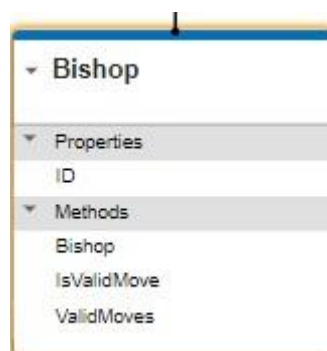 Bishop
Properties
ID
Methods
Bishop
IsValidMove
ValidMoves